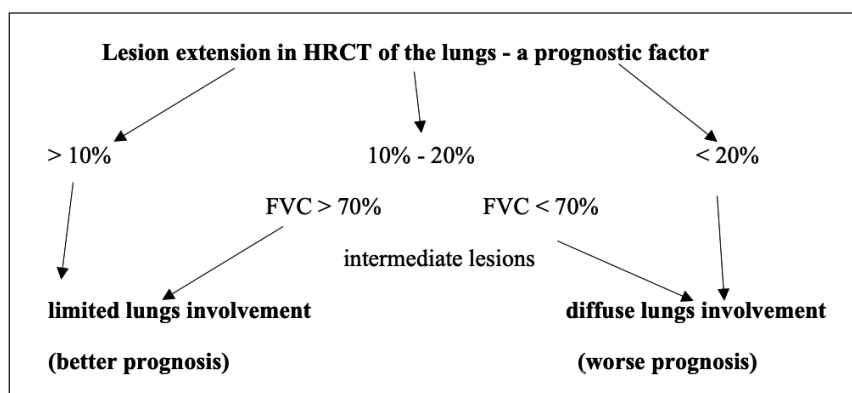 Lesion extension in HRCT of the lungs - a prognostic factor
> 10% 10% - 20% < 20%
FVC > 70% FVC < 70%
intermediate lesions
limited lungs involvement diffuse lungs involvement
(better prognosis) (worse prognosis)